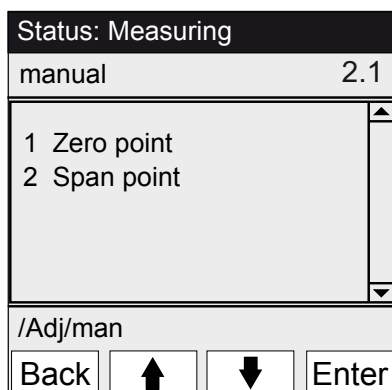 Status: Measuring
manual 2.1
1 Zero point
2 Span point
/Adj/man
Back Enter